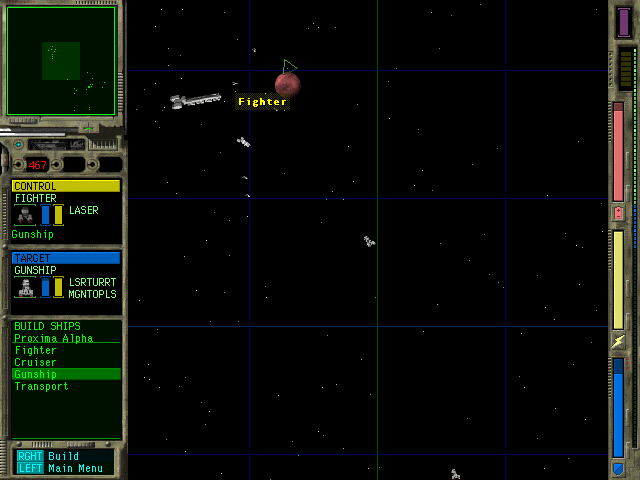 Fighter
467
CONTROL
FIGHTER
LASER
Gunship
TARGET
GUNSHIP
LSRTURRT
MGNTOPLS
BUILD SHIPS
Proxima Alpha
Fighter
Cruiser
Gunship
Transport
RGHT Build
LEFT Main Menu